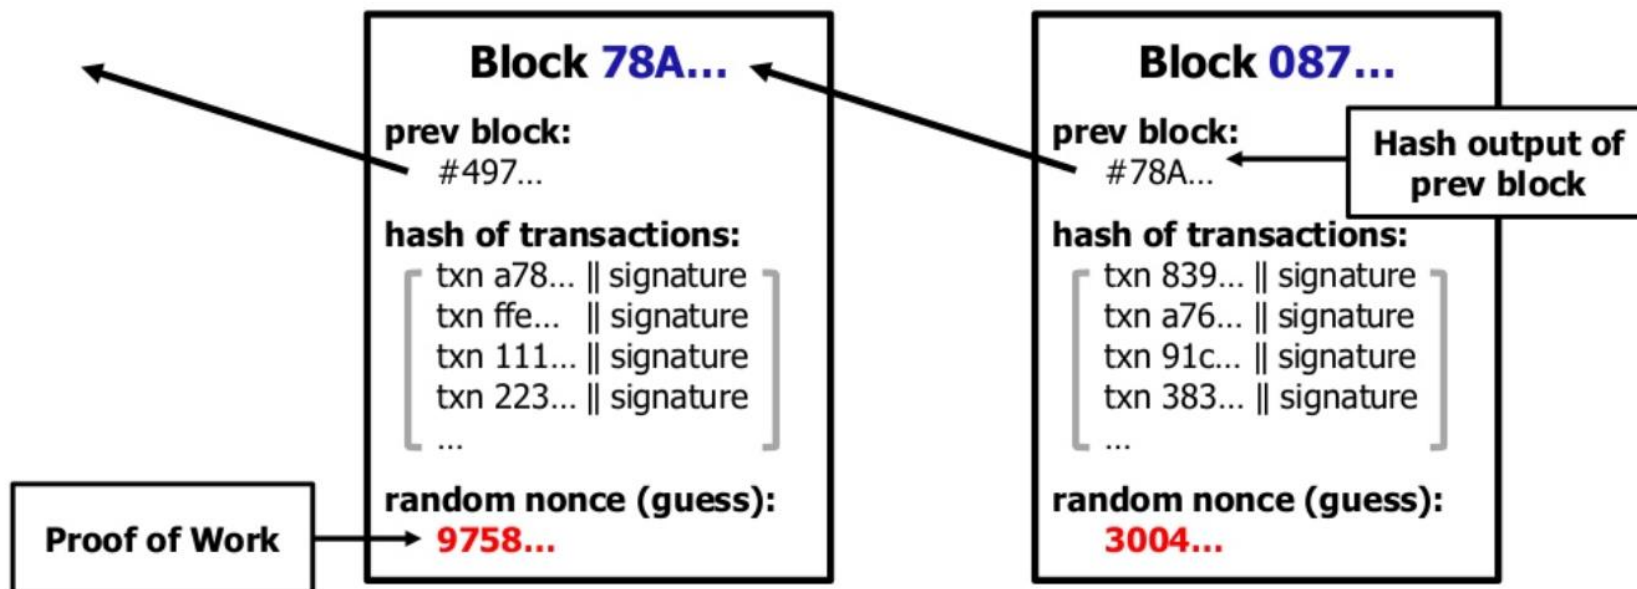 Block 78A...
prev block:
#497...
hash of transactions:
txn a78... || signature
txn ffe... || signature
txn 111... || signature
txn 223... || signature
...
random nonce (guess):
9758...
Proof of Work
Block 087...
prev block:
#78A...
Hash output of
prev block
hash of transactions:
txn 839... || signature
txn a76... || signature
txn 91c... || signature
txn 383... || signature
...
random nonce (guess):
3004...